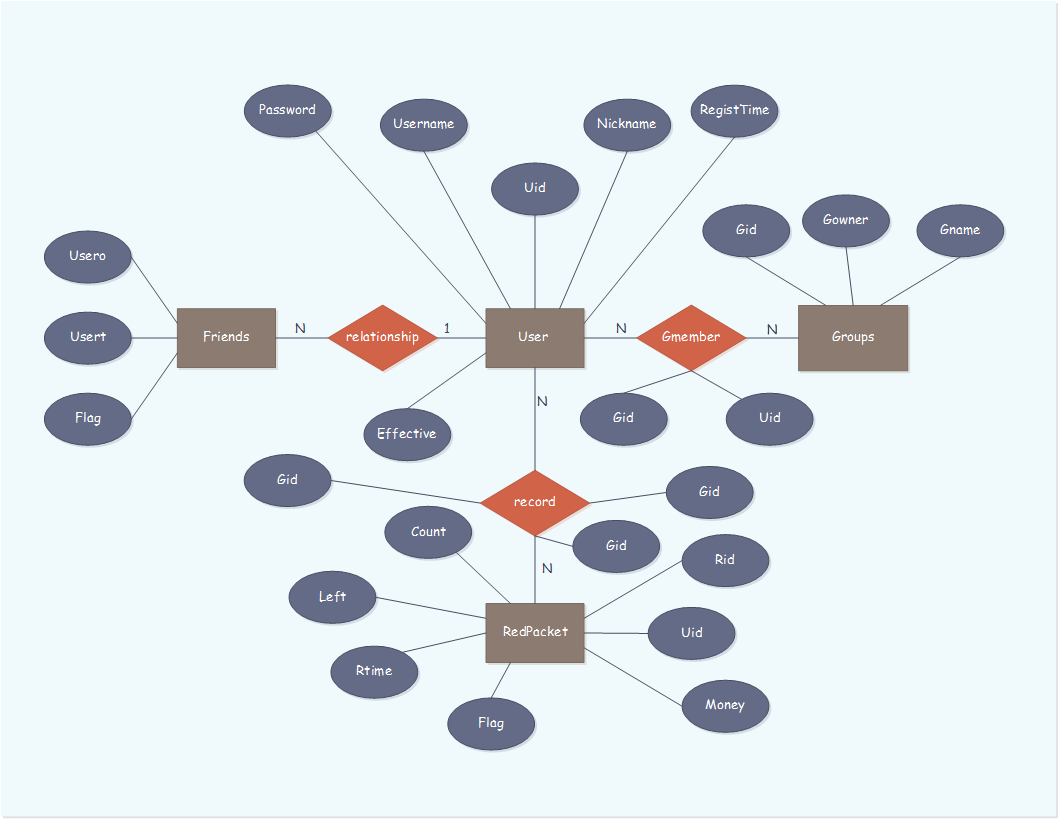 Password
Username
Nickname
RegistTime
Uid
Gid
Gowner
Gname
Usero
Usert
Flag
Friends
N
relationship
1
User
N
Gmember
N
Groups
Effective
N
Gid
Uid
Gid
record
Gid
Count
Gid
N
Rid
Left
RedPacket
Uid
Rtime
Flag
Money